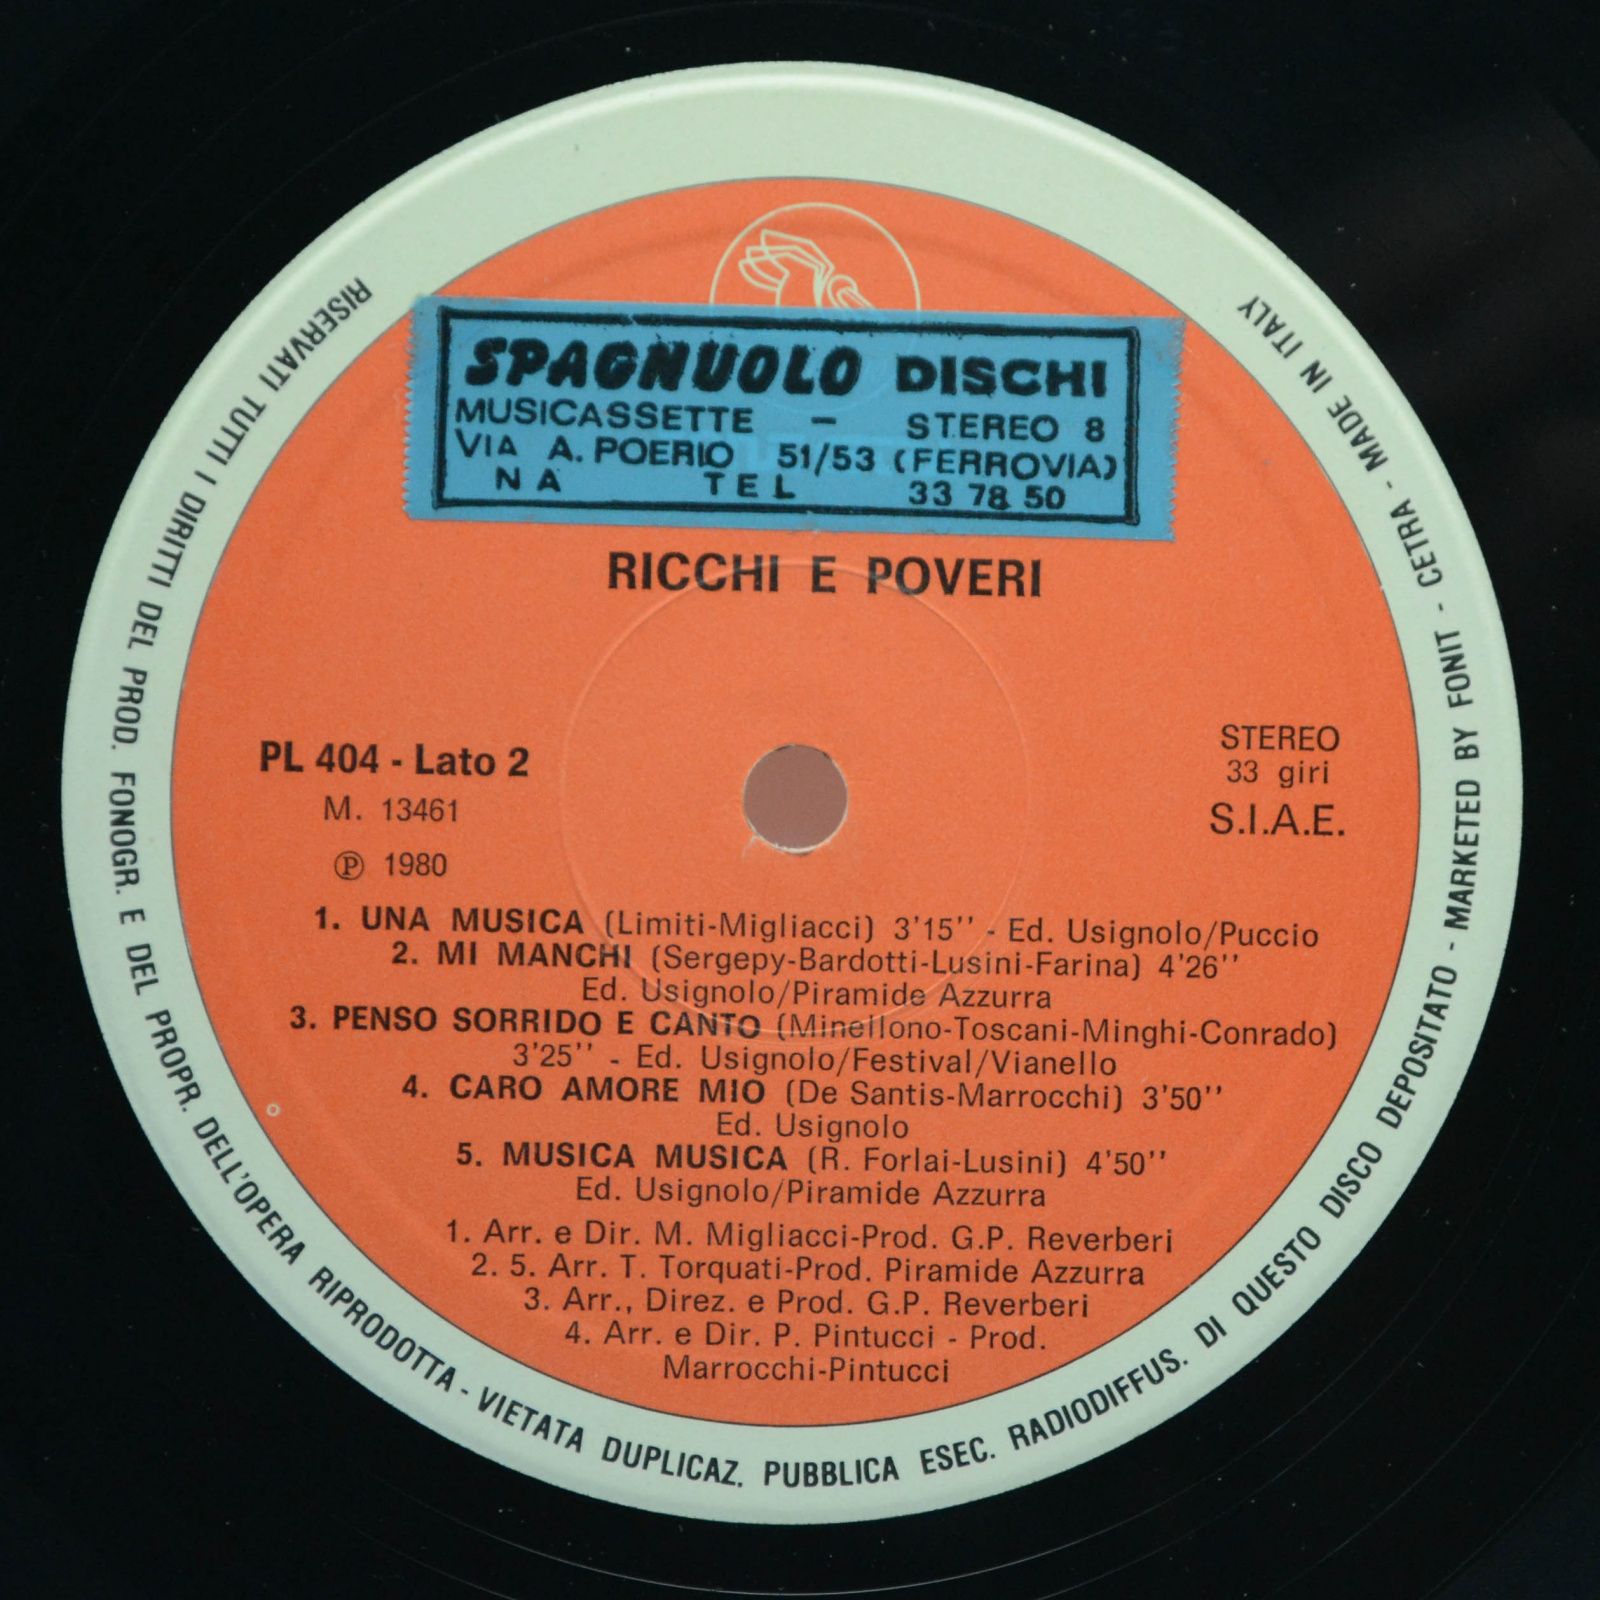 SPAGNUOLO DISCHI
MUSICASSETTE - STEREO 8
VIA A. POERIO 51/53 (FERROVIA)
NA TEL 33 78 50
RICCHI E POVERI
PL 404 - Lato 2
M. 13461
℗ 1980
STEREO
33 giri
S.I.A.E.
1. UNA MUSICA (Limiti-Migliacci) 3'15'' - Ed. Usignolo/Puccio
2. MI MANCHI (Sergepy-Bardotti-Lusini-Farina) 4'26''
Ed. Usignolo/Piramide Azzurra
3. PENSO SORRIDO E CANTO (Minellono-Toscani-Minghi-Conrado)
3'25'' - Ed. Usignolo/Festival/Vianello
4. CARO AMORE MIO (De Santis-Marrocchi) 3'50''
Ed. Usignolo
5. MUSICA MUSICA (R. Forlai-Lusini) 4'50''
Ed. Usignolo/Piramide Azzurra
1. Arr. e Dir. M. Migliacci-Prod. G.P. Reverberi
2. 5. Arr. T. Torquati-Prod. Piramide Azzurra
3. Arr., Direz. e Prod. G.P. Reverberi
4. Arr. e Dir. P. Pintucci - Prod.
Marrocchi-Pintucci
RISERVATI TUTTI I DIRITTI DEL PROD. FONOGR. E DEL PROPR. DELL'OPERA RIPRODOTTA - VIETATA DUPLICAZ. PUBBLICA ESEC. RADIODIFFUS. DI QUESTO DISCO DEPOSITATO - MARKETED BY FONIT - CETRA - MADE IN ITALY